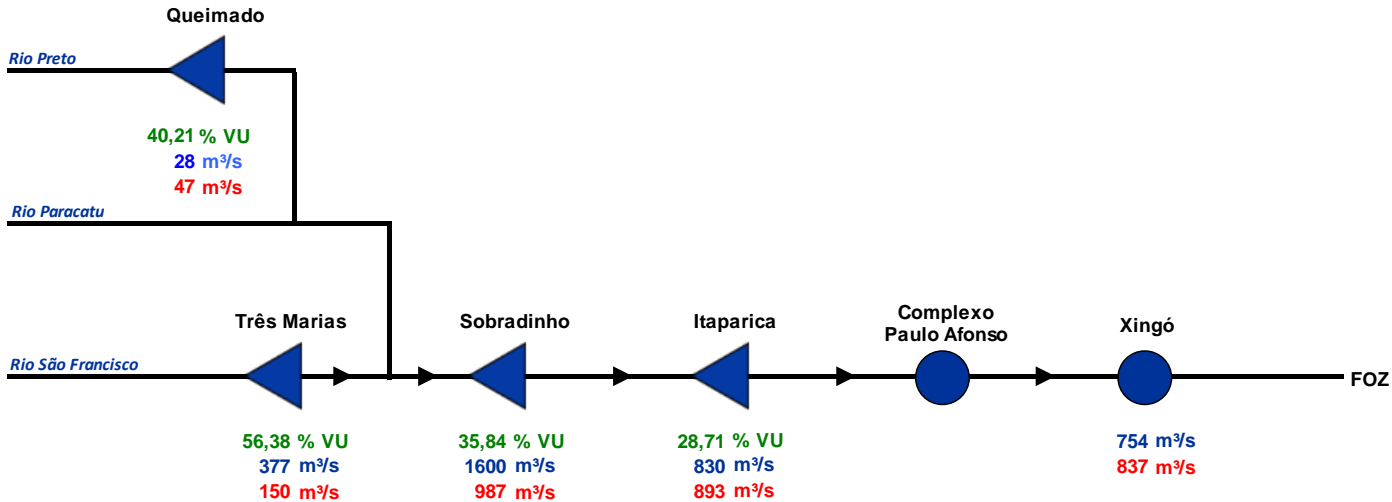 Queimado
Rio Preto
40,21 % VU
28 m³/s
47 m³/s
Rio Paracatu
Três Marias
Sobradinho
Itaparica
Complexo
Paulo Afonso
Xingó
Rio São Francisco
FOZ
56,38 % VU
377 m³/s
150 m³/s
35,84 % VU
1600 m³/s
987 m³/s
28,71 % VU
830 m³/s
893 m³/s
754 m³/s
837 m³/s